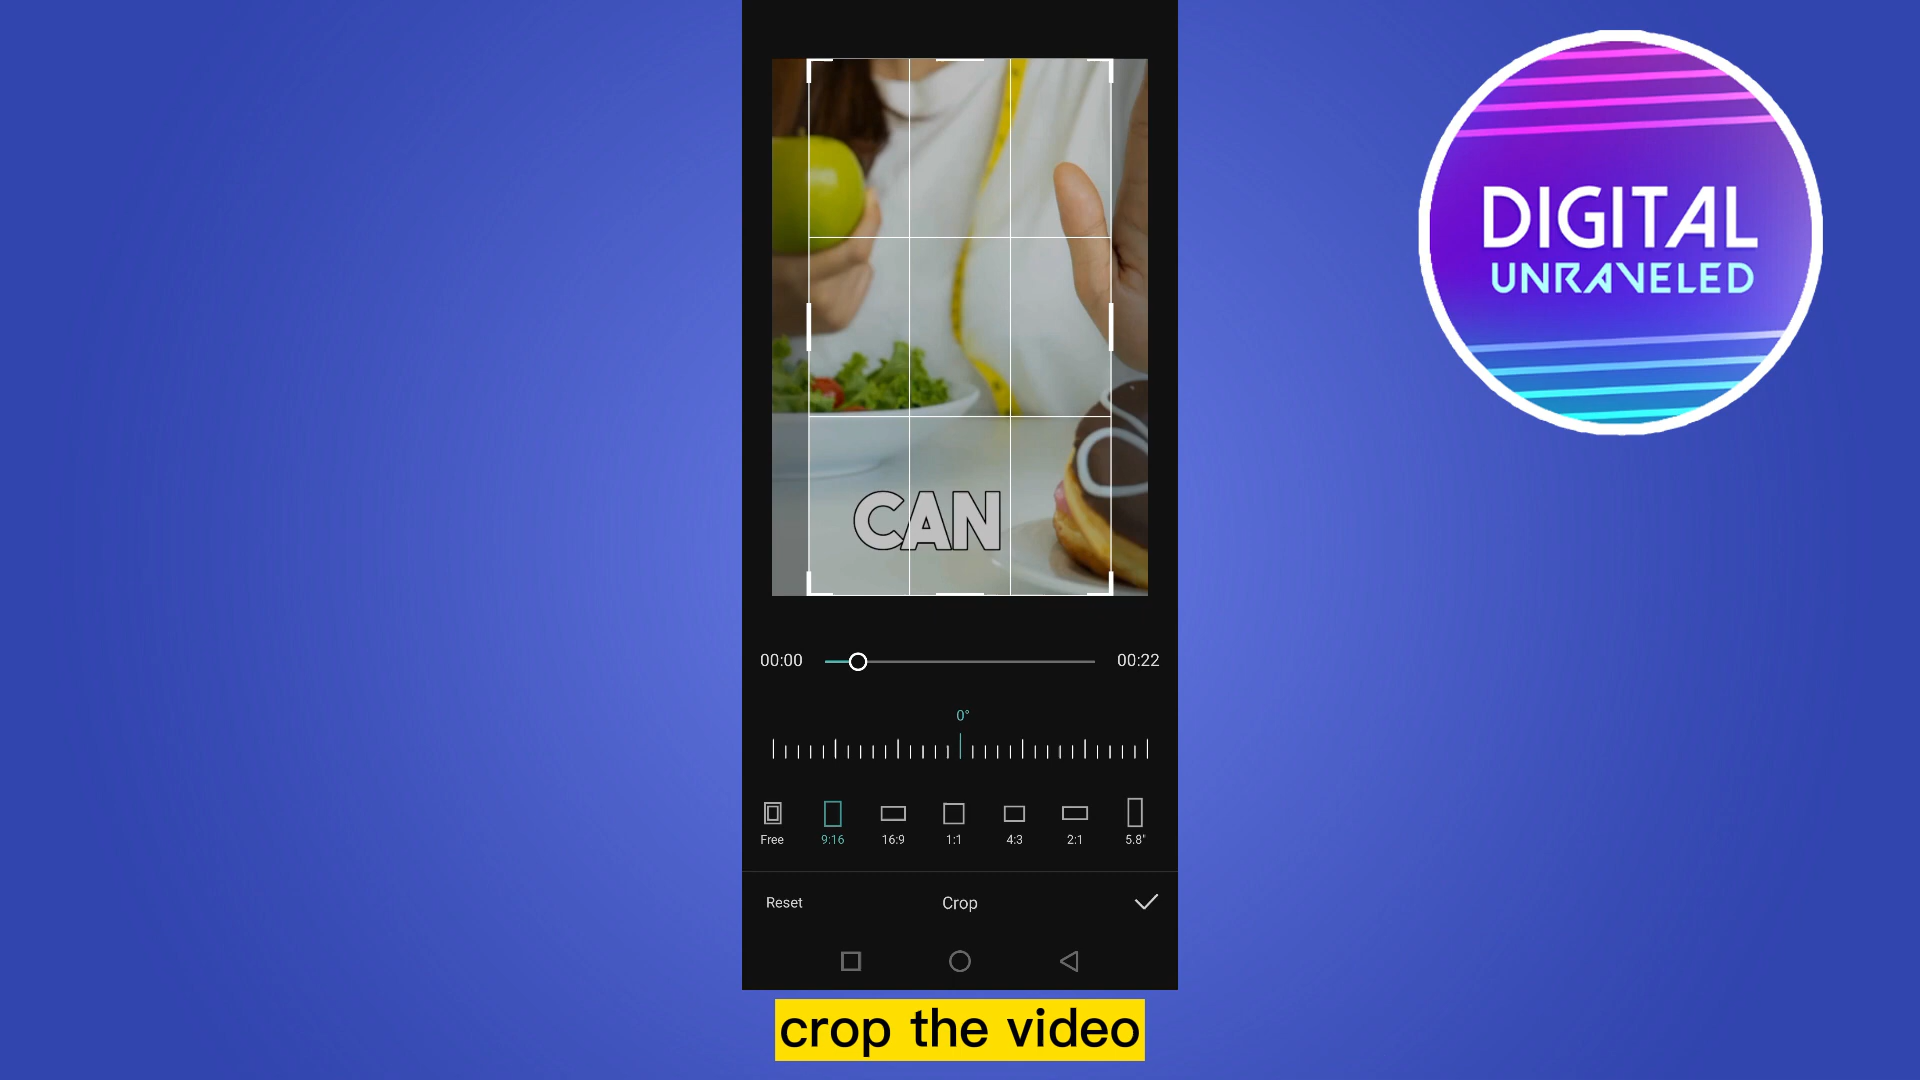 DIGITAL
UNRAVELED
CAN
00:00
00:22
0°
Free
9:16
16:9
1:1
4:3
2:1
5.8"
Reset
Crop
crop the video